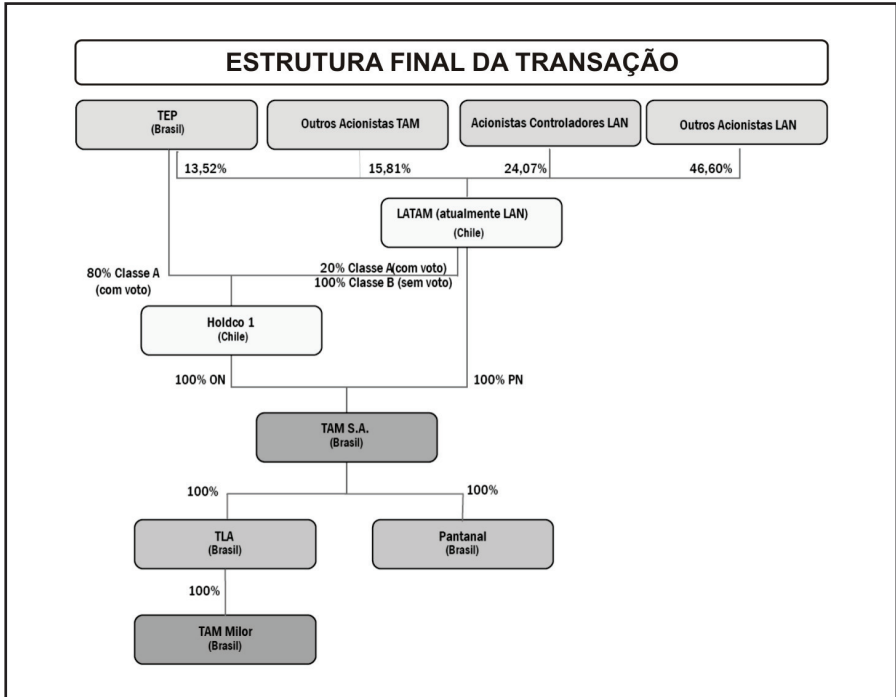 ESTRUTURA FINAL DA TRANSAÇÃO
TEP
(Brasil)
Outros Acionistas TAM
Acionistas Controladores LAN
Outros Acionistas LAN
13,52%
15,81%
24,07%
46,60%
LATAM (atualmente LAN)
(Chile)
80% Classe A
(com voto)
20% Classe A(com voto)
100% Classe B (sem voto)
Holdco 1
(Chile)
100% ON
100% PN
TAM S.A.
(Brasil)
100%
100%
TLA
(Brasil)
Pantanal
(Brasil)
100%
TAM Milor
(Brasil)